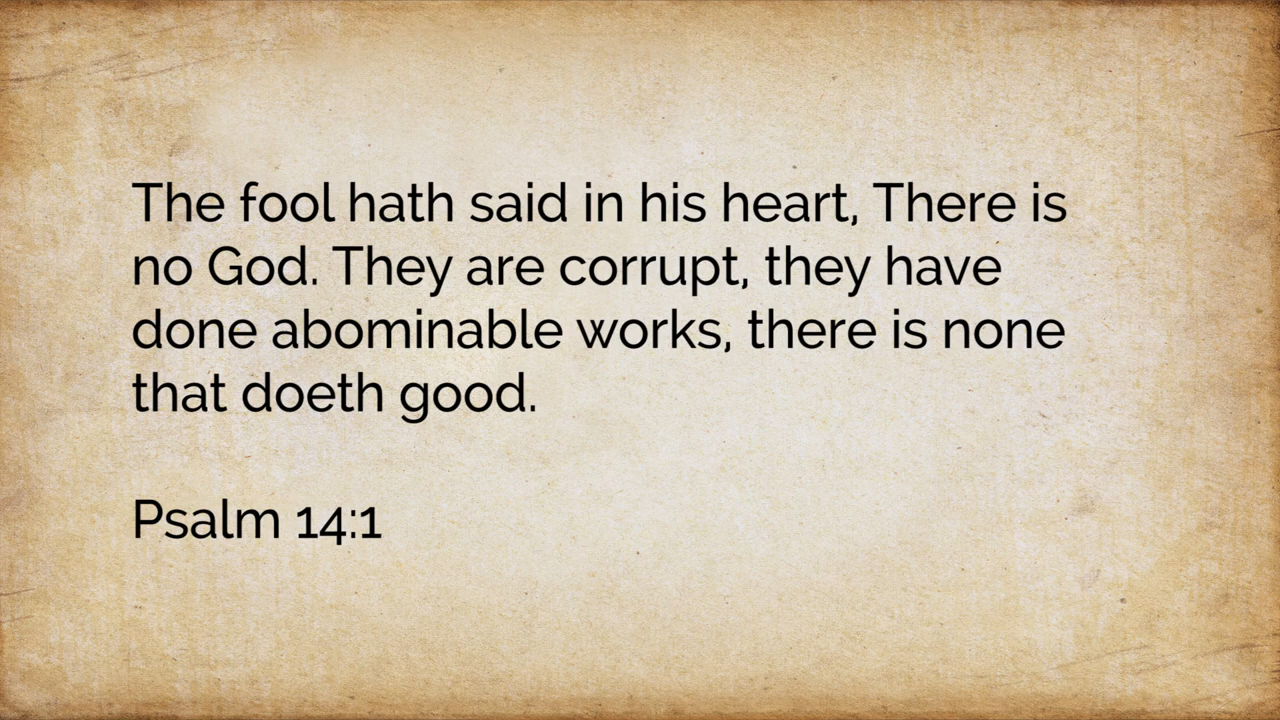 The fool hath said in his heart, There is
no God. They are corrupt, they have
done abominable works, there is none
that doeth good.
Psalm 14:1